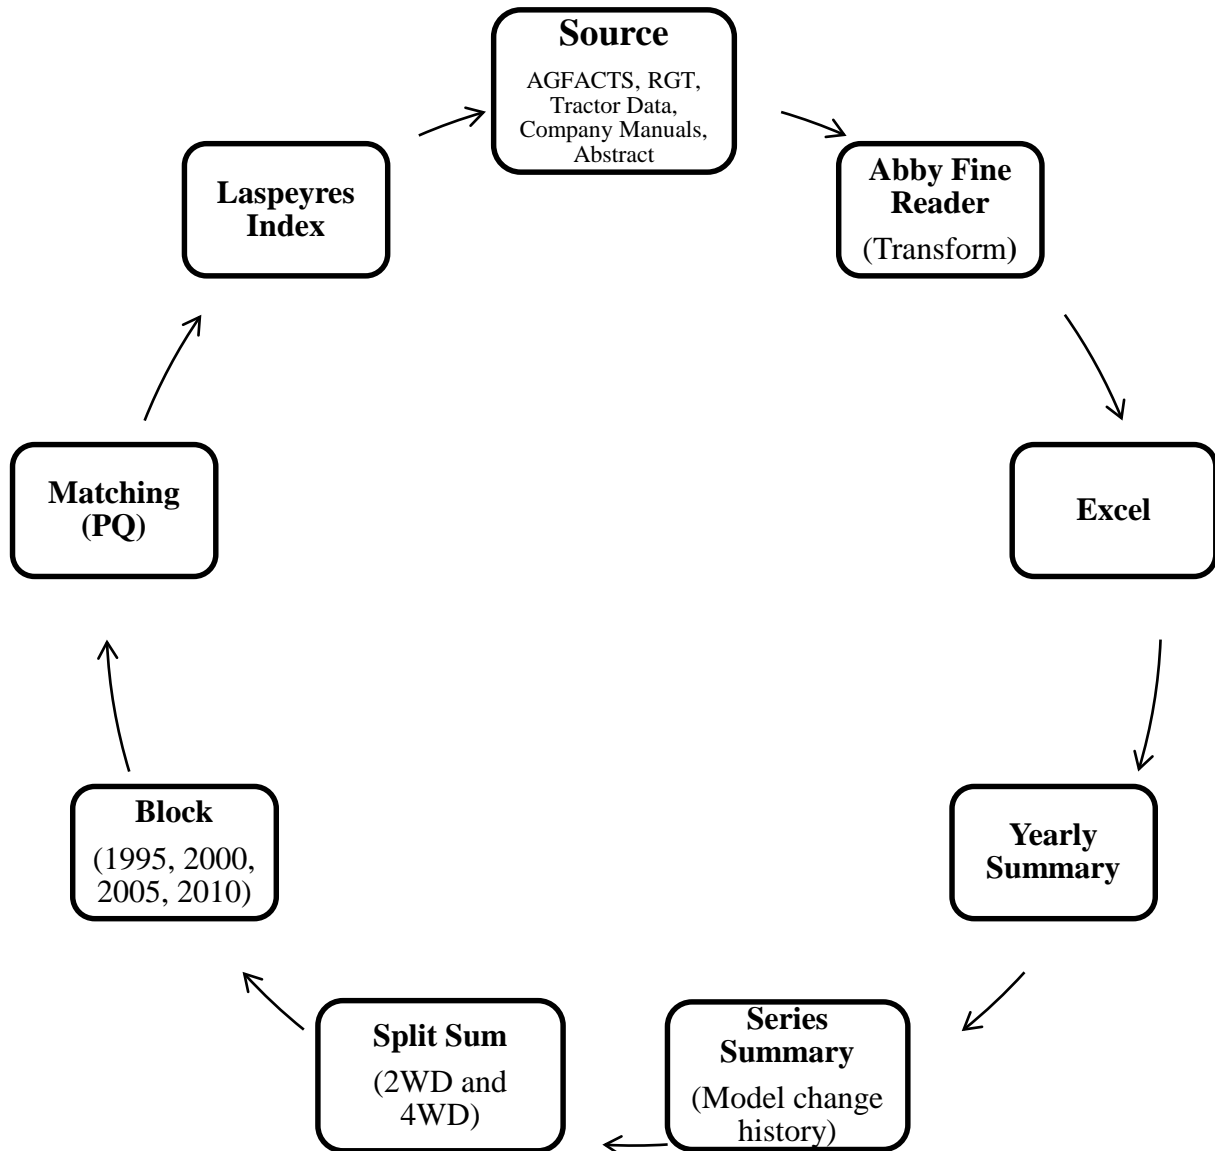 Source
AGFACTS, RGT,
Tractor Data,
Company Manuals,
Abstract
Abby Fine
Reader
(Transform)
Excel
Yearly
Summary
Series
Summary
(Model change
history)
Split Sum
(2WD and
4WD)
Block
(1995, 2000,
2005, 2010)
Matching
(PQ)
Laspeyres
Index